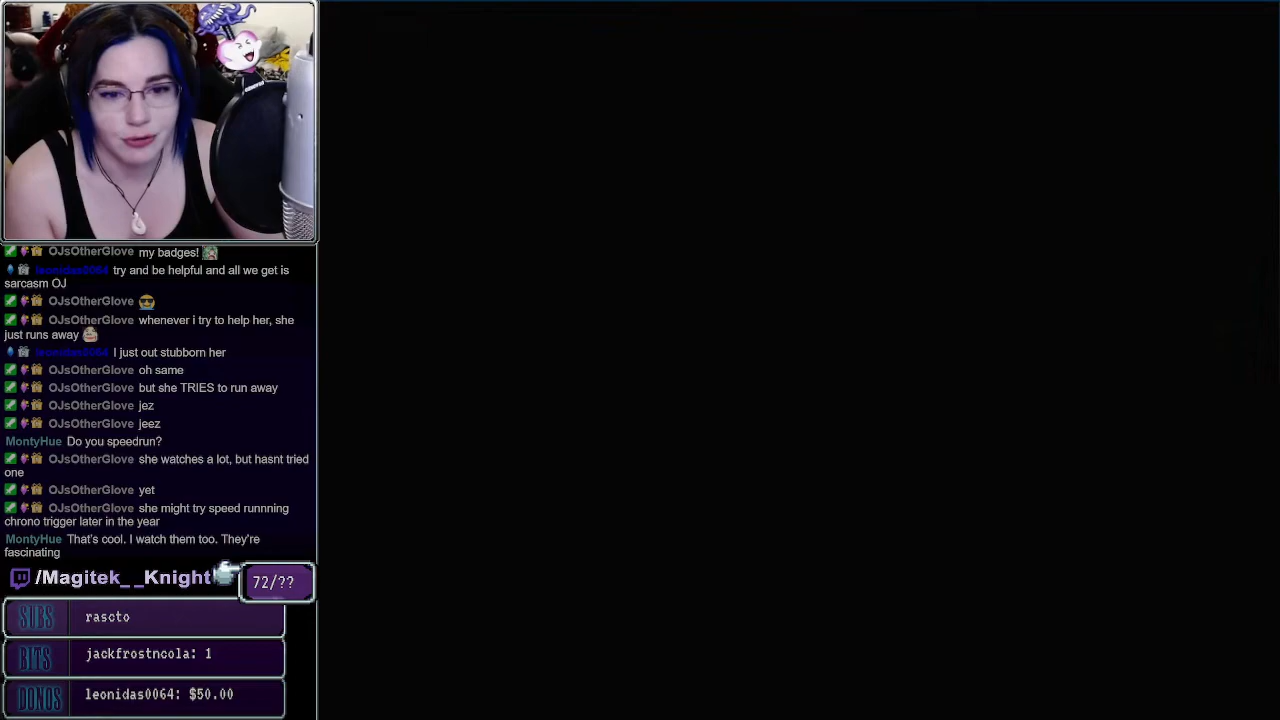 OJsOtherGlove my badges!
leonidas0064 try and be helpful and all we get is
sarcasm OJ
OJsOtherGlove
OJsOtherGlove whenever i try to help her, she
just runs away
leonidas0064 I just out stubborn her
OJsOtherGlove oh same
OJsOtherGlove but she TRIES to run away
OJsOtherGlove jez
OJsOtherGlove jeez
MontyHue Do you speedrun?
OJsOtherGlove she watches a lot, but hasnt tried
one
OJsOtherGlove yet
OJsOtherGlove she might try speed runnning
chrono trigger later in the year
MontyHue That's cool. I watch them too. They're
fascinating
/Magitek__Knight
72/??
SUBS rascto
BITS jackfrostncola: 1
DONOS leonidas0064: $50.00